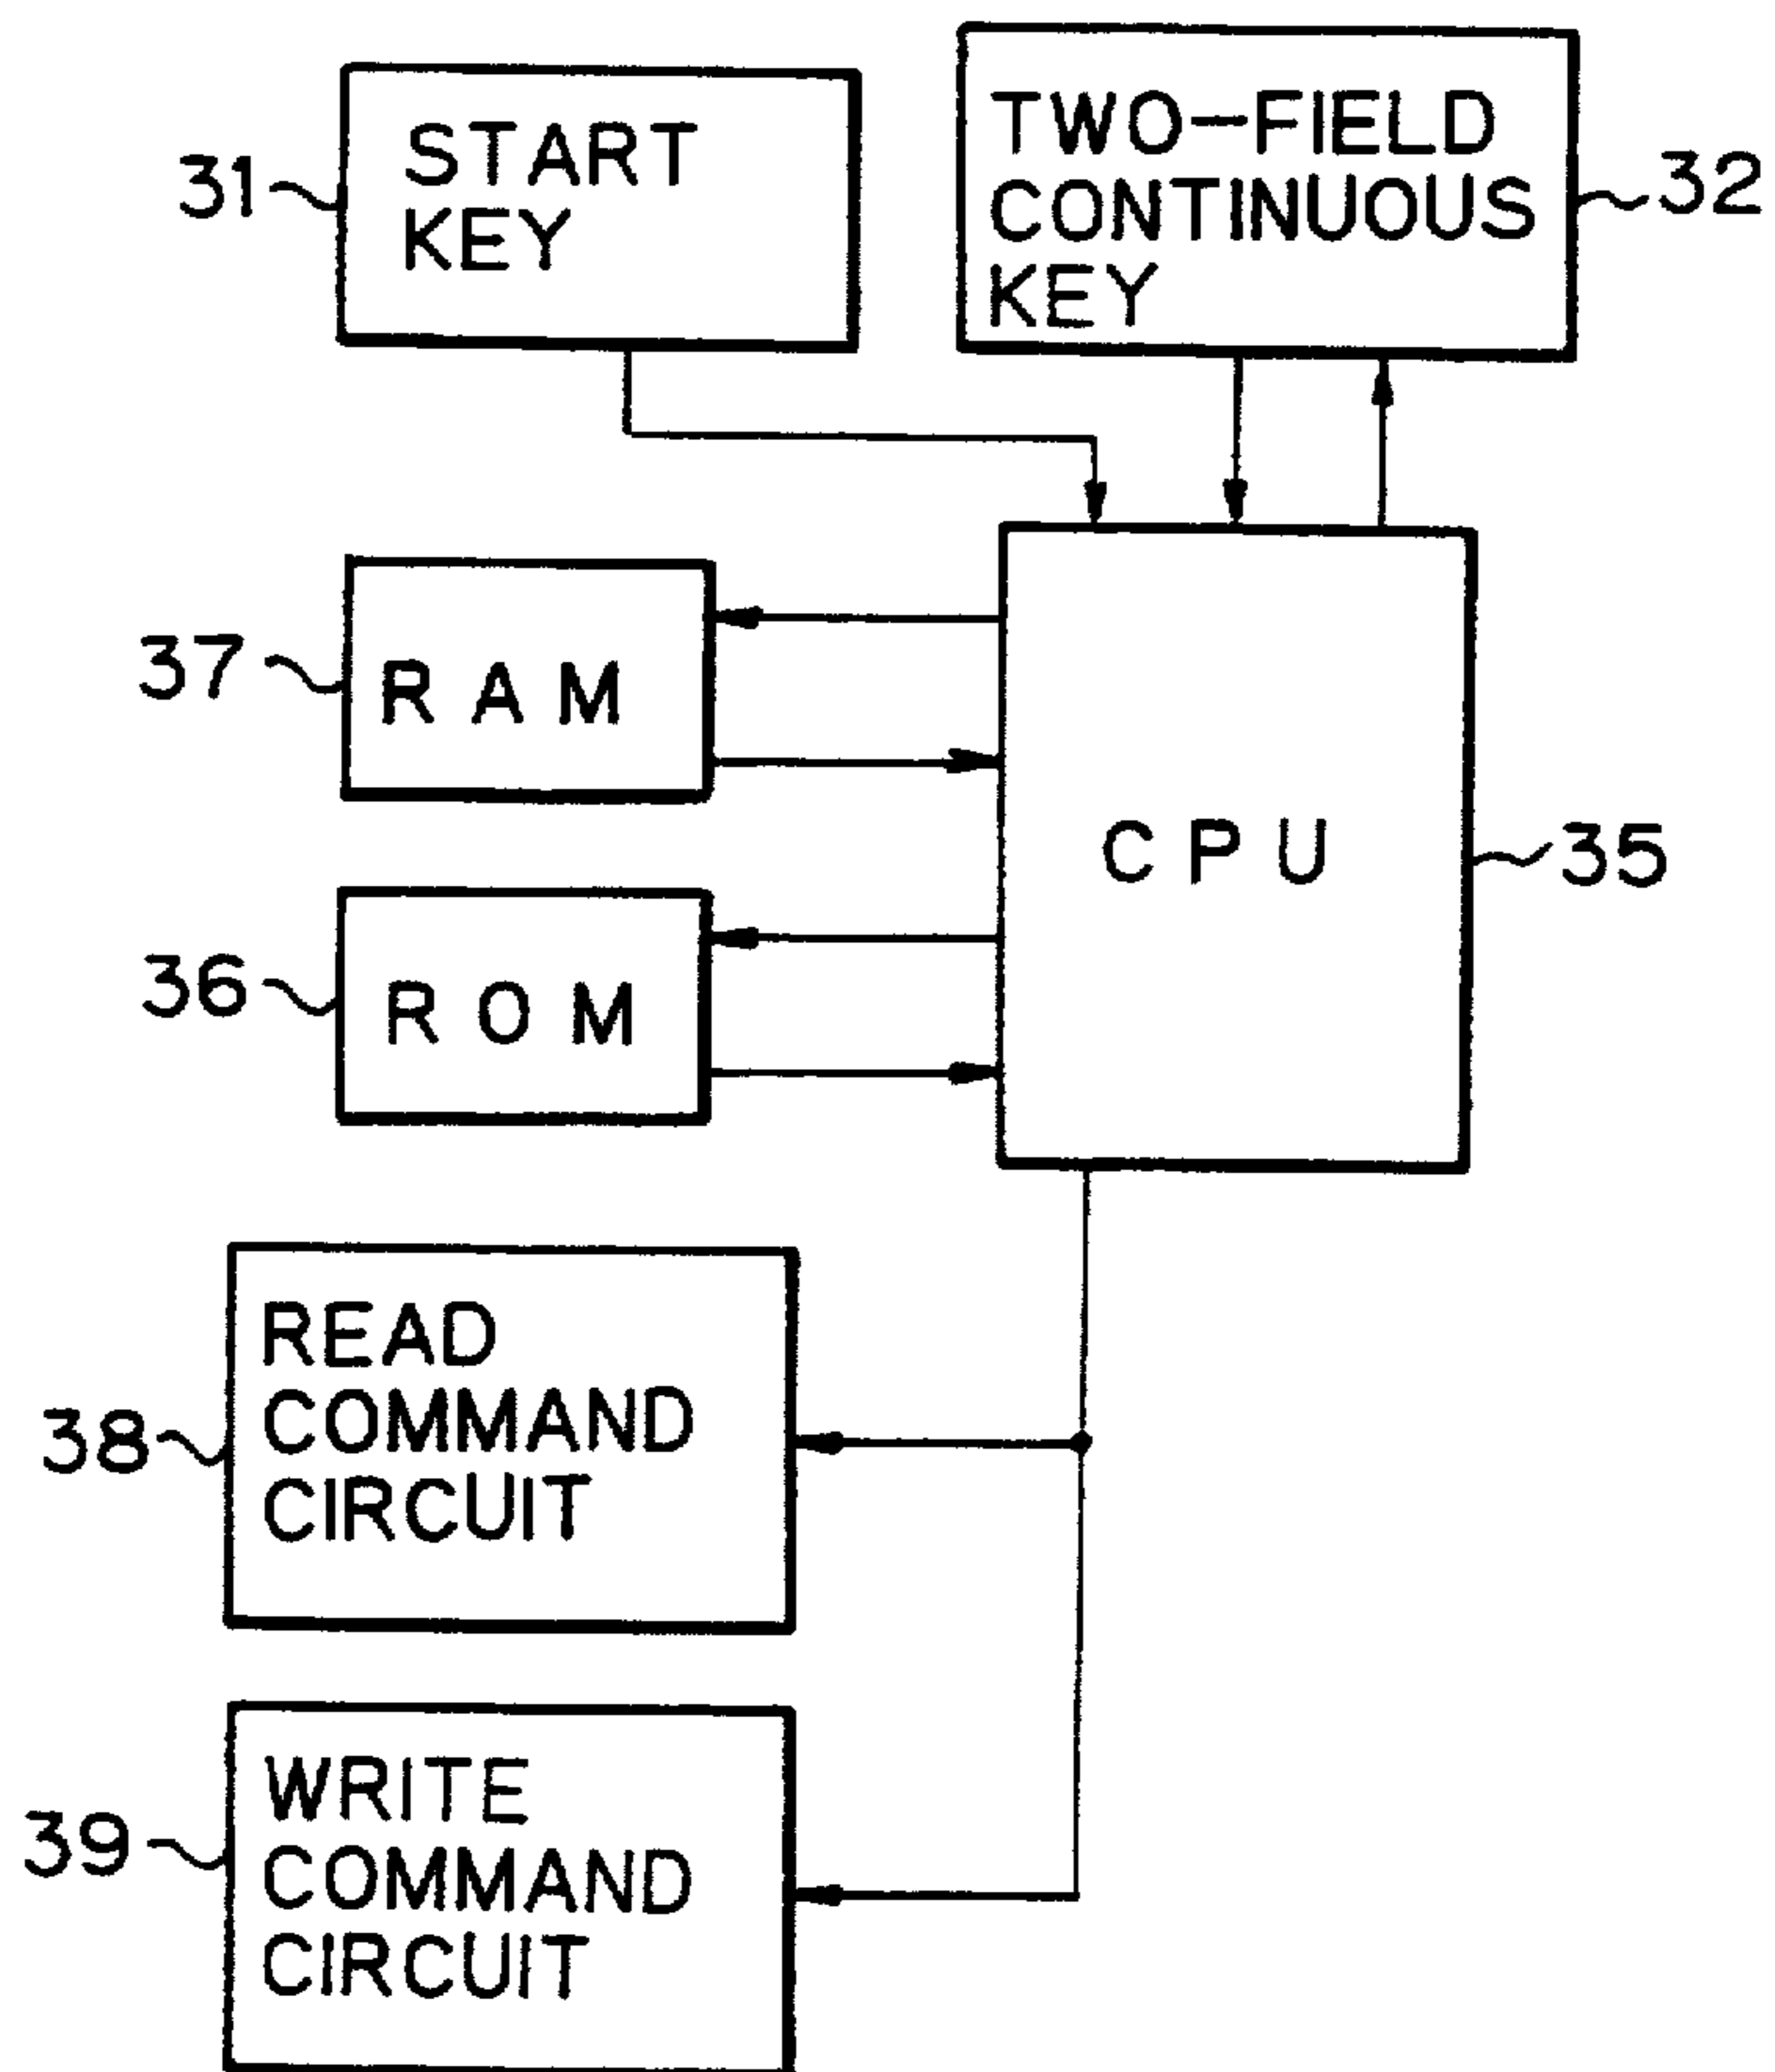 31
START
KEY
TWO-FIELD
CONTINUOUS
KEY
32
37
RAM
CPU
35
36
ROM
READ
COMMAND
CIRCUIT
38
WRITE
COMMAND
CIRCUIT
39